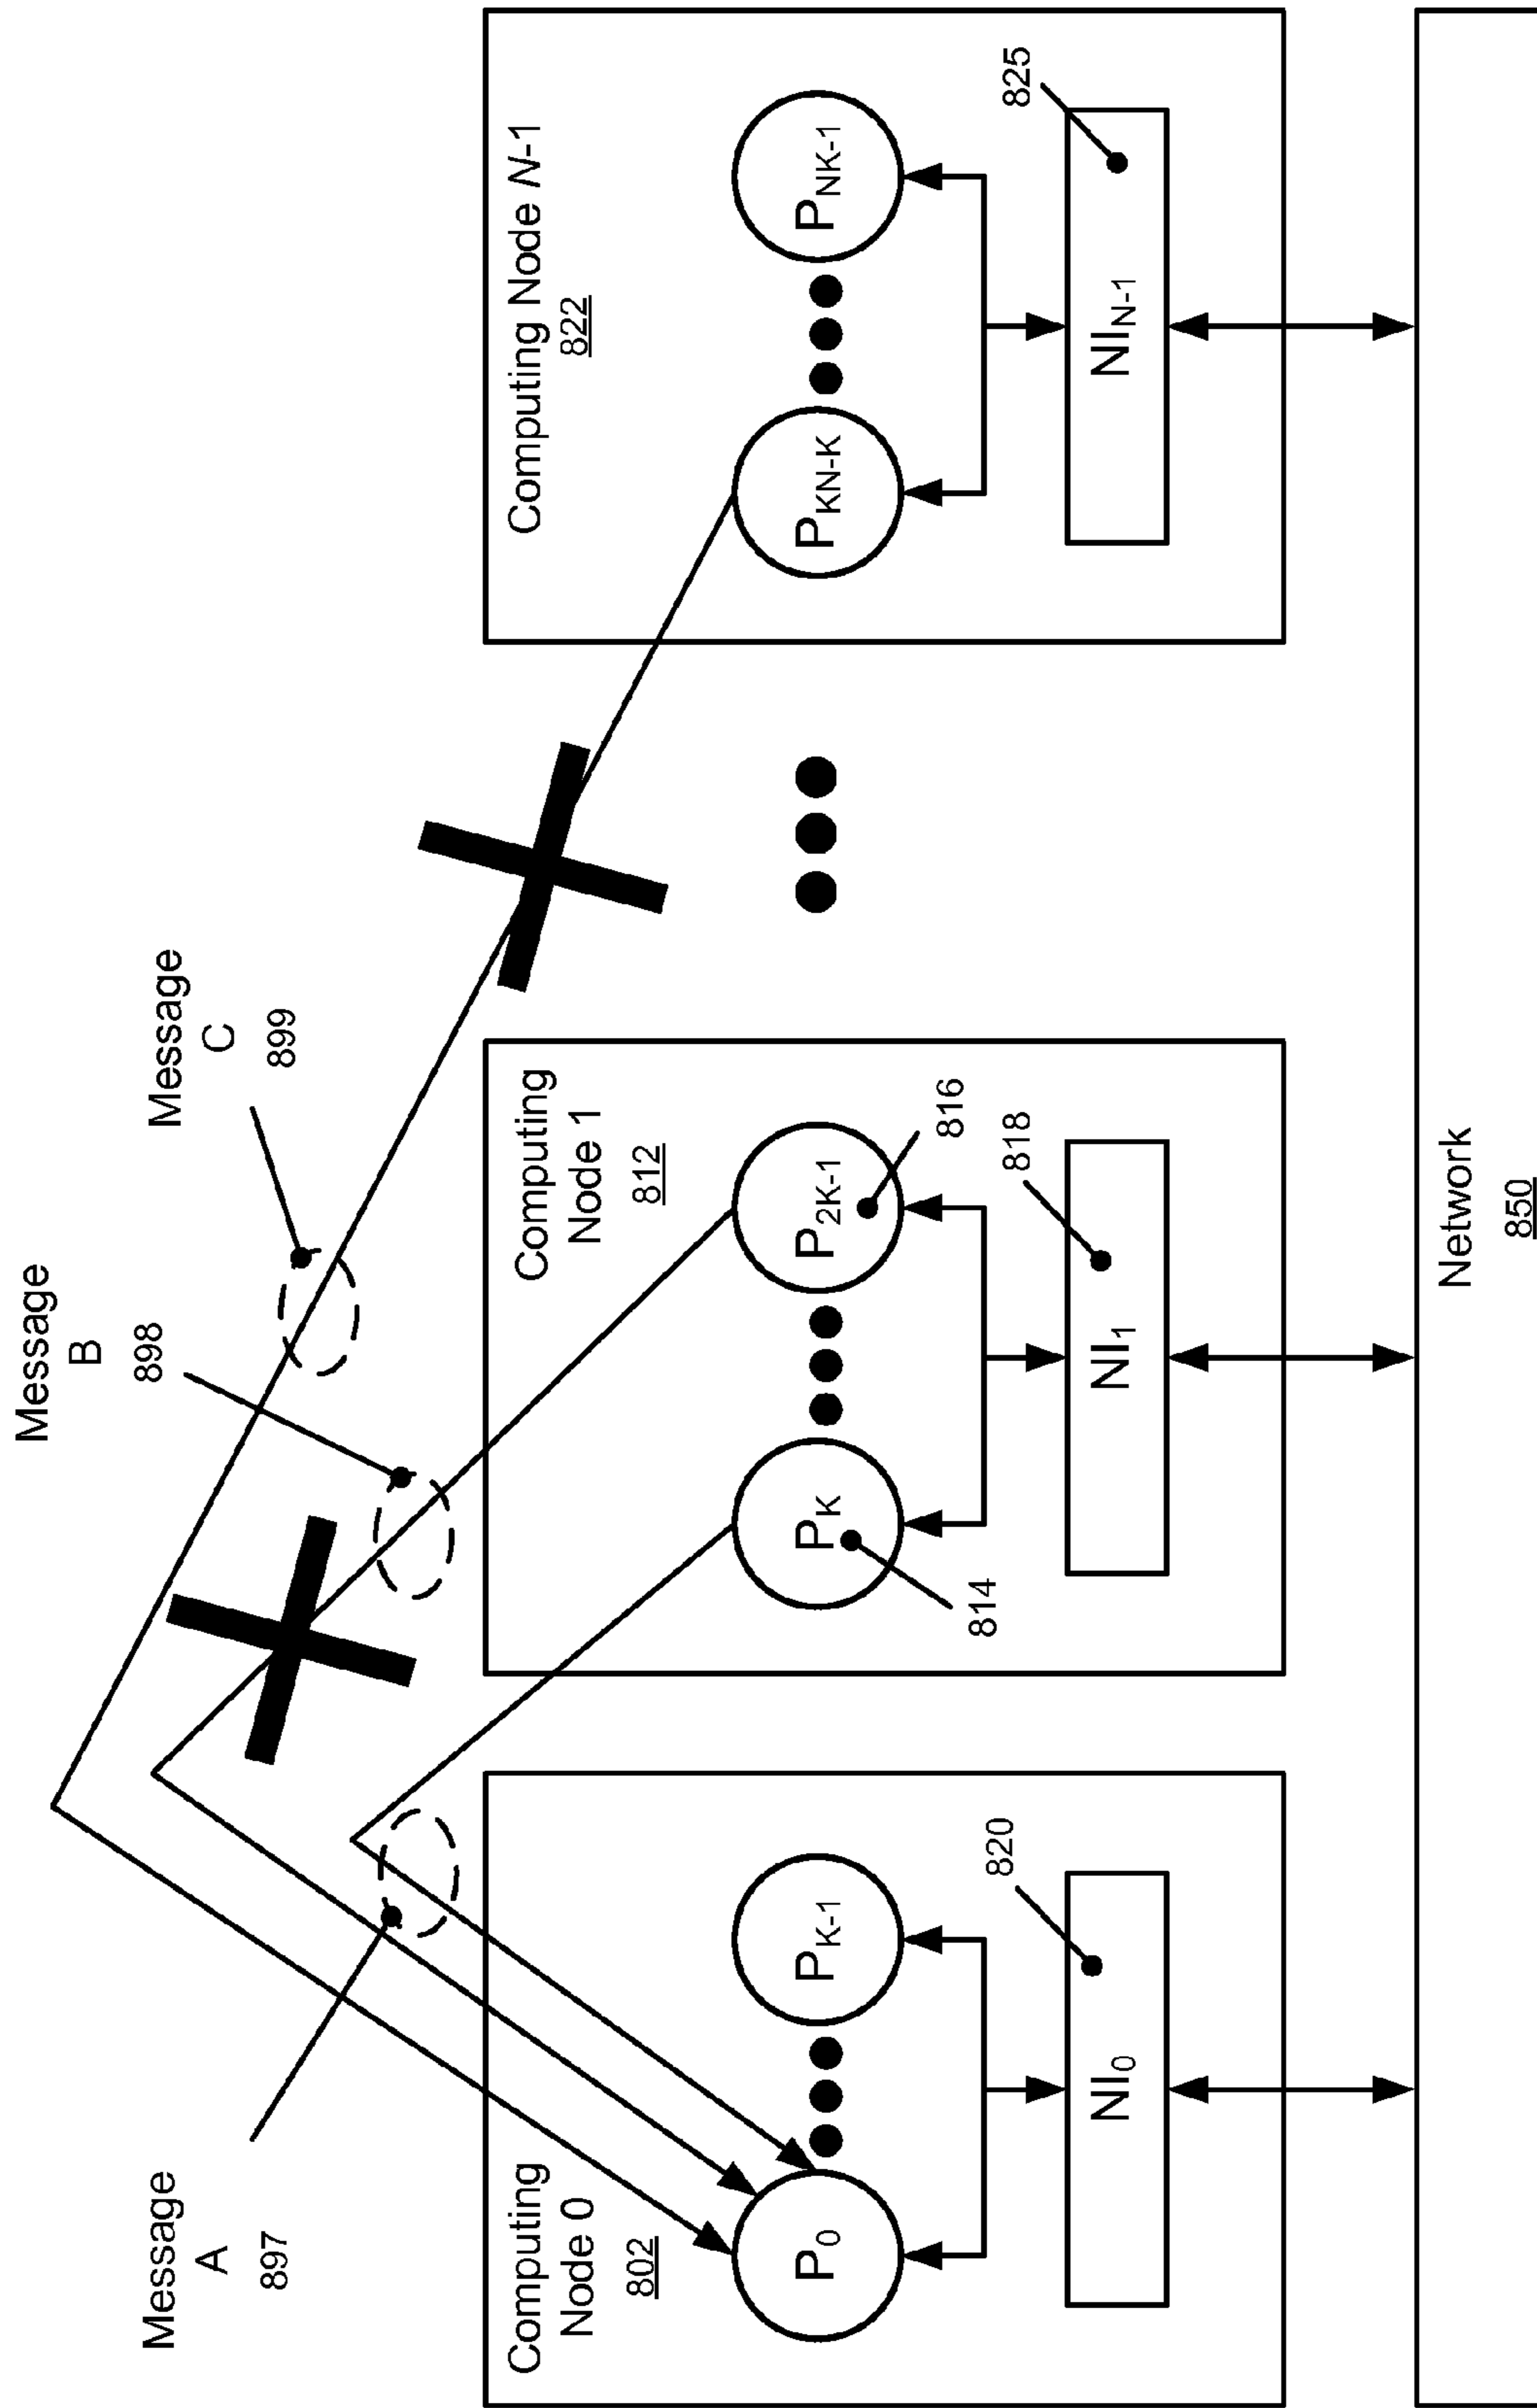 Message
A
897
Message
B
898
Message
C
899
Computing
Node 0
802
P0
PK-1
820
NI0
Computing
Node 1
812
PK
P2K-1
814
816
818
NI1
Computing Node N-1
822
PKN-K
PNK-1
825
NIN-1
Network
850